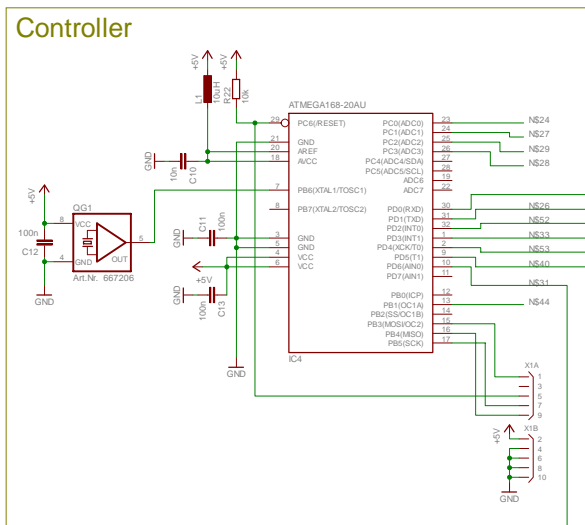 Controller
+5V
+5V
L1
10uH
R22
10k
ATMEGA168-20AU
29
PC6(/RESET)
21
GND
20
AREF
18
AVCC
7
PB6(XTAL1/TOSC1)
8
PB7(XTAL2/TOSC2)
3
GND
5
GND
4
VCC
6
VCC
PC0(ADC0)
23
N$24
PC1(ADC1)
24
N$27
PC2(ADC2)
25
N$29
PC3(ADC3)
26
N$28
PC4(ADC4/SDA)
27
PC5(ADC5/SCL)
28
ADC6
19
ADC7
22
PD0(RXD)
30
PD1(TXD)
31
N$26
PD2(INT0)
32
N$52
PD3(INT1)
1
N$33
PD4(XCK/T0)
2
N$53
PD5(T1)
9
N$40
PD6(AIN0)
10
PD7(AIN1)
11
N$31
PB0(ICP)
12
PB1(OC1A)
13
N$44
PB2(SS/OC1B)
14
PB3(MOSI/OC2)
15
PB4(MISO)
16
PB5(SCK)
17
IC4
GND
10n
C10
GND
C11
100n
+5V
GND
100n
C13
GND
+5V
QG1
8
VCC
5
OUT
4
GND
Art.Nr. 667206
100n
C12
GND
X1A
1
3
5
7
9
X1B
+5V
2
4
6
8
10
GND